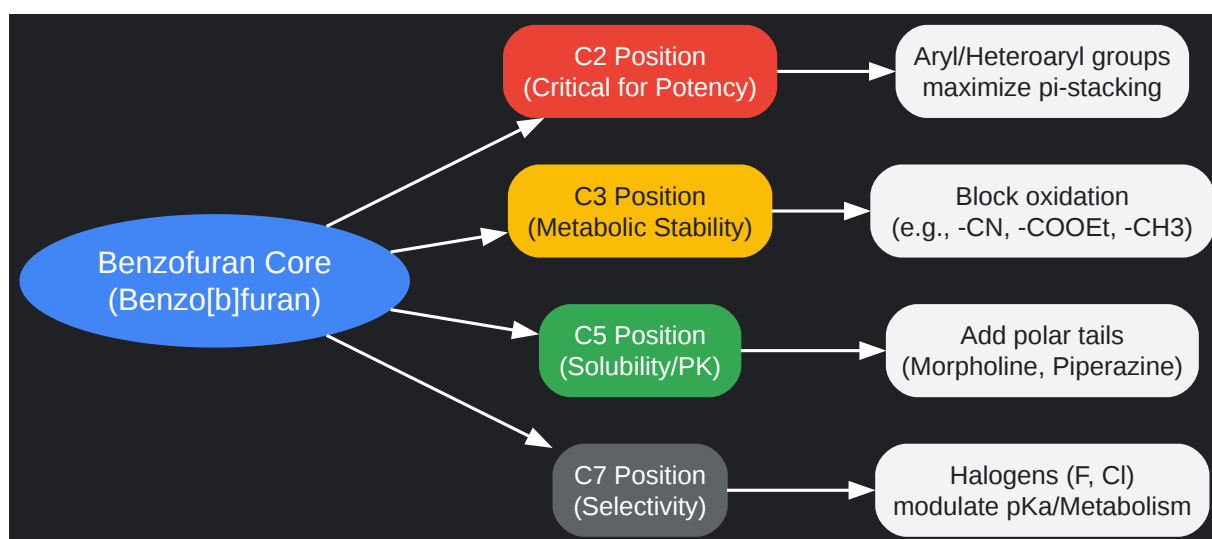 Benzofuran Core
(Benzo[b]furan)
C2 Position
(Critical for Potency)
Aryl/Heteroaryl groups
maximize pi-stacking
C3 Position
(Metabolic Stability)
Block oxidation
(e.g., -CN, -COOEt, -CH3)
C5 Position
(Solubility/PK)
Add polar tails
(Morpholine, Piperazine)
C7 Position
(Selectivity)
Halogens (F, Cl)
modulate pKa/Metabolism